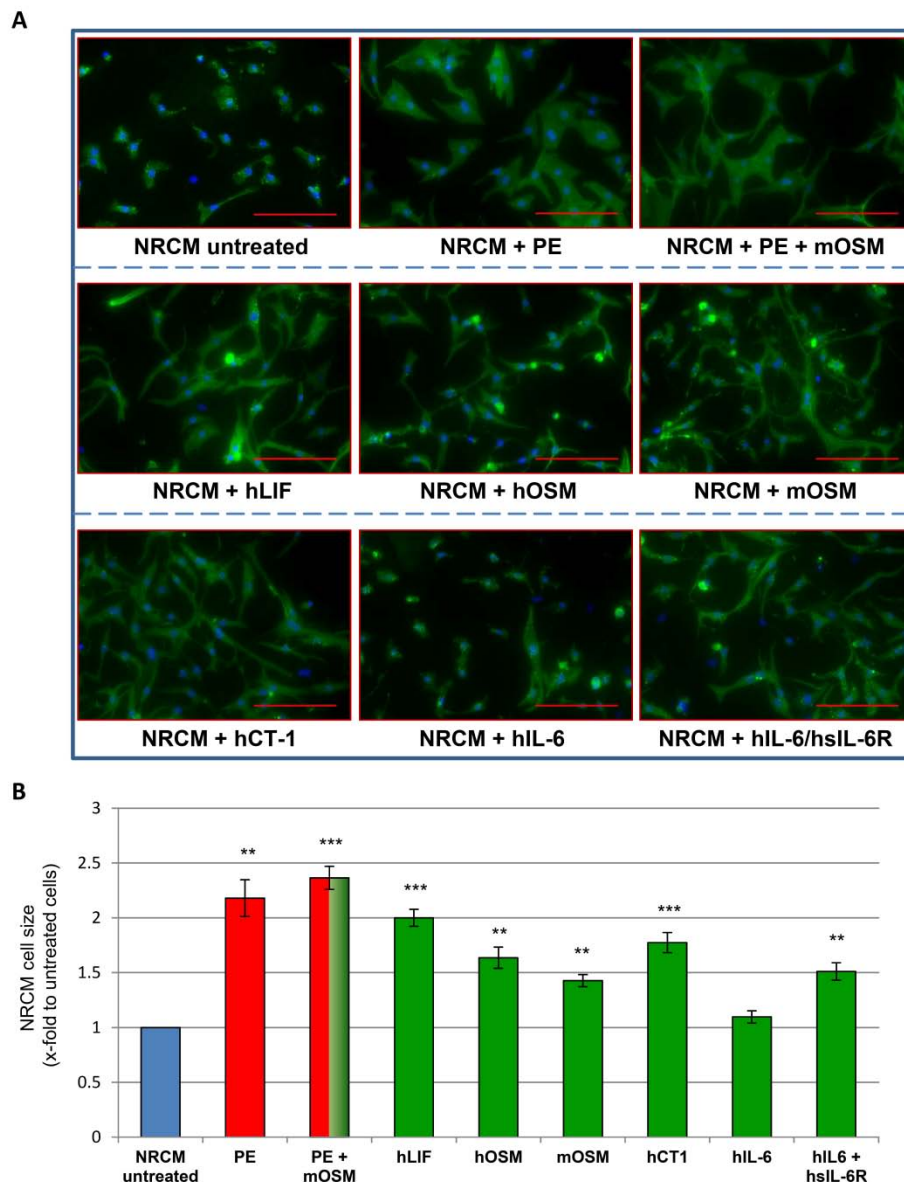 A
NRCM untreated
NRCM + PE
NRCM + PE + mOSM
NRCM + hLIF
NRCM + hOSM
NRCM + mOSM
NRCM + hCT-1
NRCM + hIL-6
NRCM + hIL-6/hsIL-6R
B
NRCM cell size
(x-fold to untreated cells)
3
2.5
2
1.5
1
0.5
0
**
***
***
**
**
***
**
NRCM
untreated
PE
PE +
mOSM
hLIF
hOSM
mOSM
hCT1
hIL-6
hIL6 +
hsIL-6R